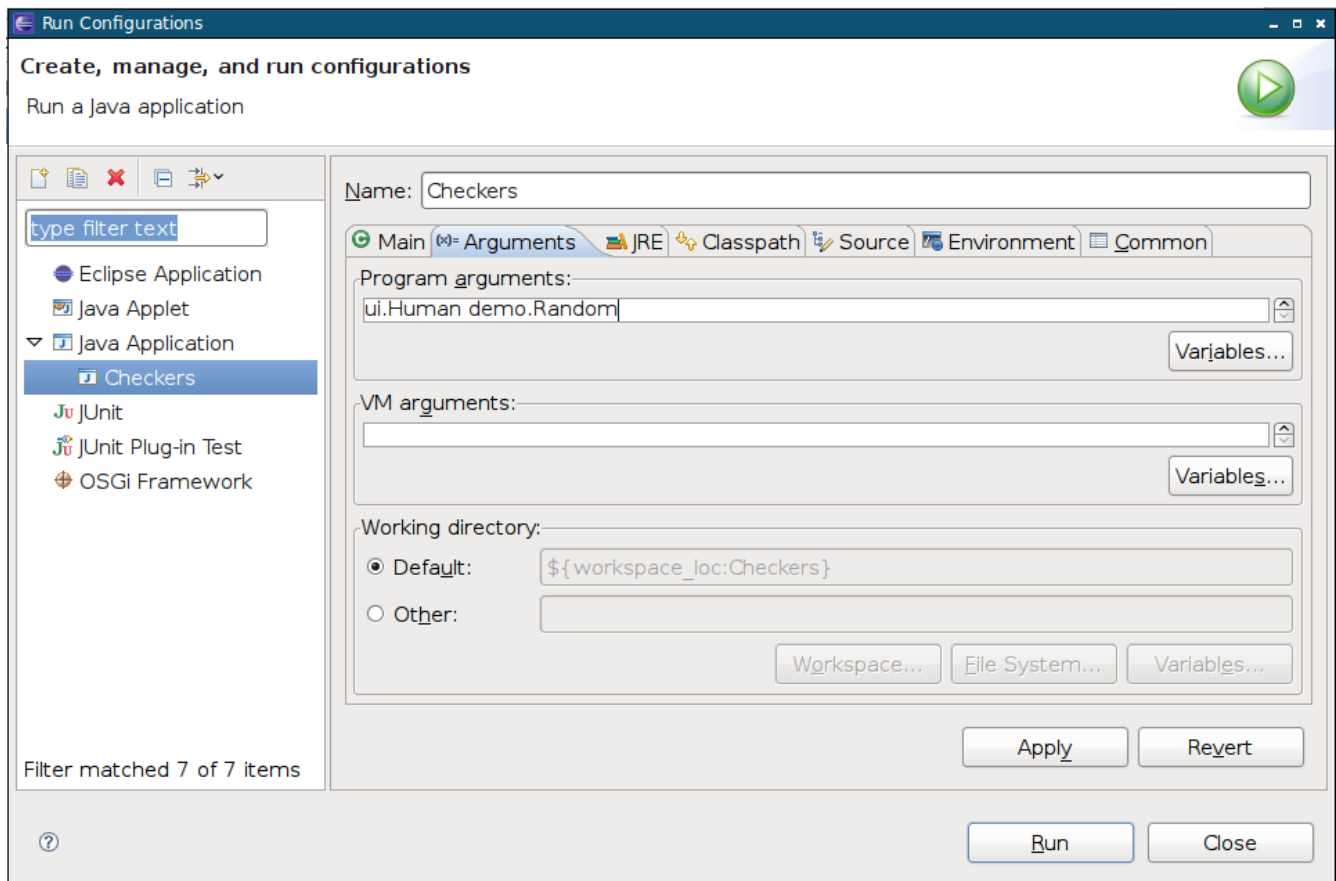 Run Configurations
Create, manage, and run configurations
Run a Java application
type filter text
Eclipse Application
Java Applet
Java Application
Checkers
JUnit
JUnit Plug-in Test
OSGi Framework
Filter matched 7 of 7 items
Name: Checkers
Main (x)= Arguments JRE Classpath Source Environment Common
Program arguments:
ui.Human demo.Random
Variables...
VM arguments:
Variables...
Working directory:
Default: ${workspace_loc:Checkers}
Other:
Workspace... File System... Variables...
Apply Revert
Run Close